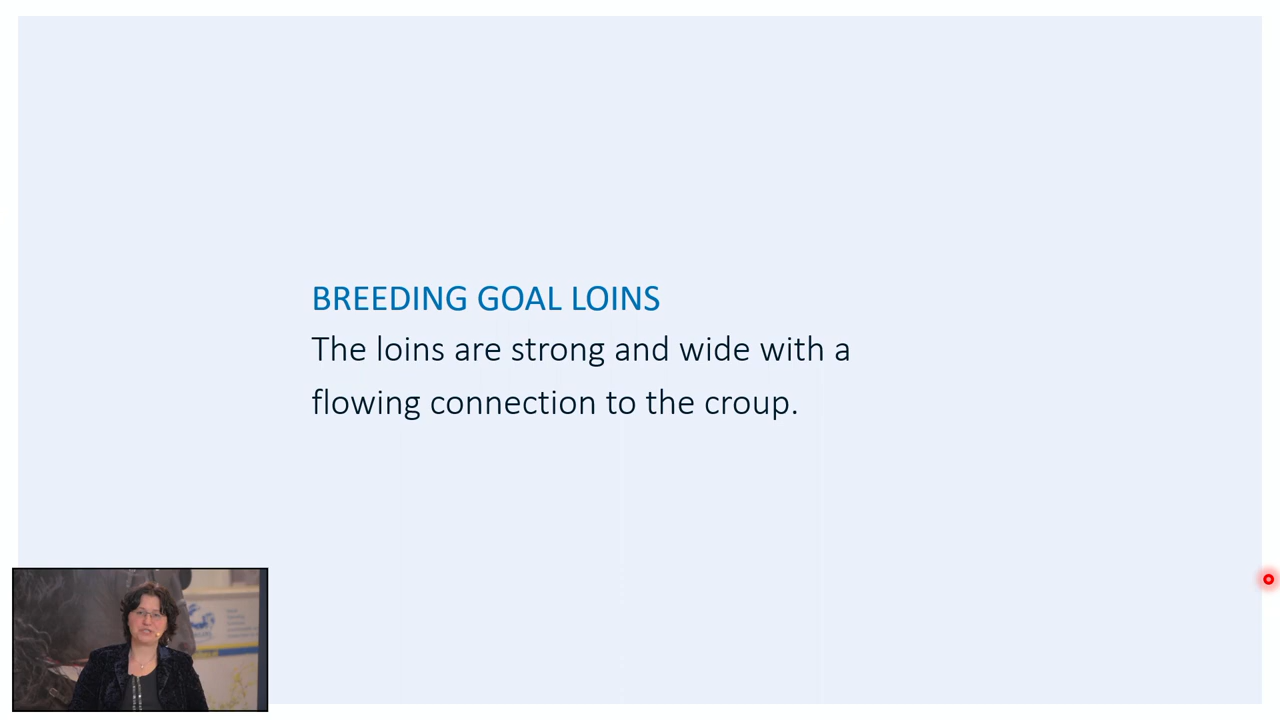 BREEDING GOAL LOINS
The loins are strong and wide with a
flowing connection to the croup.